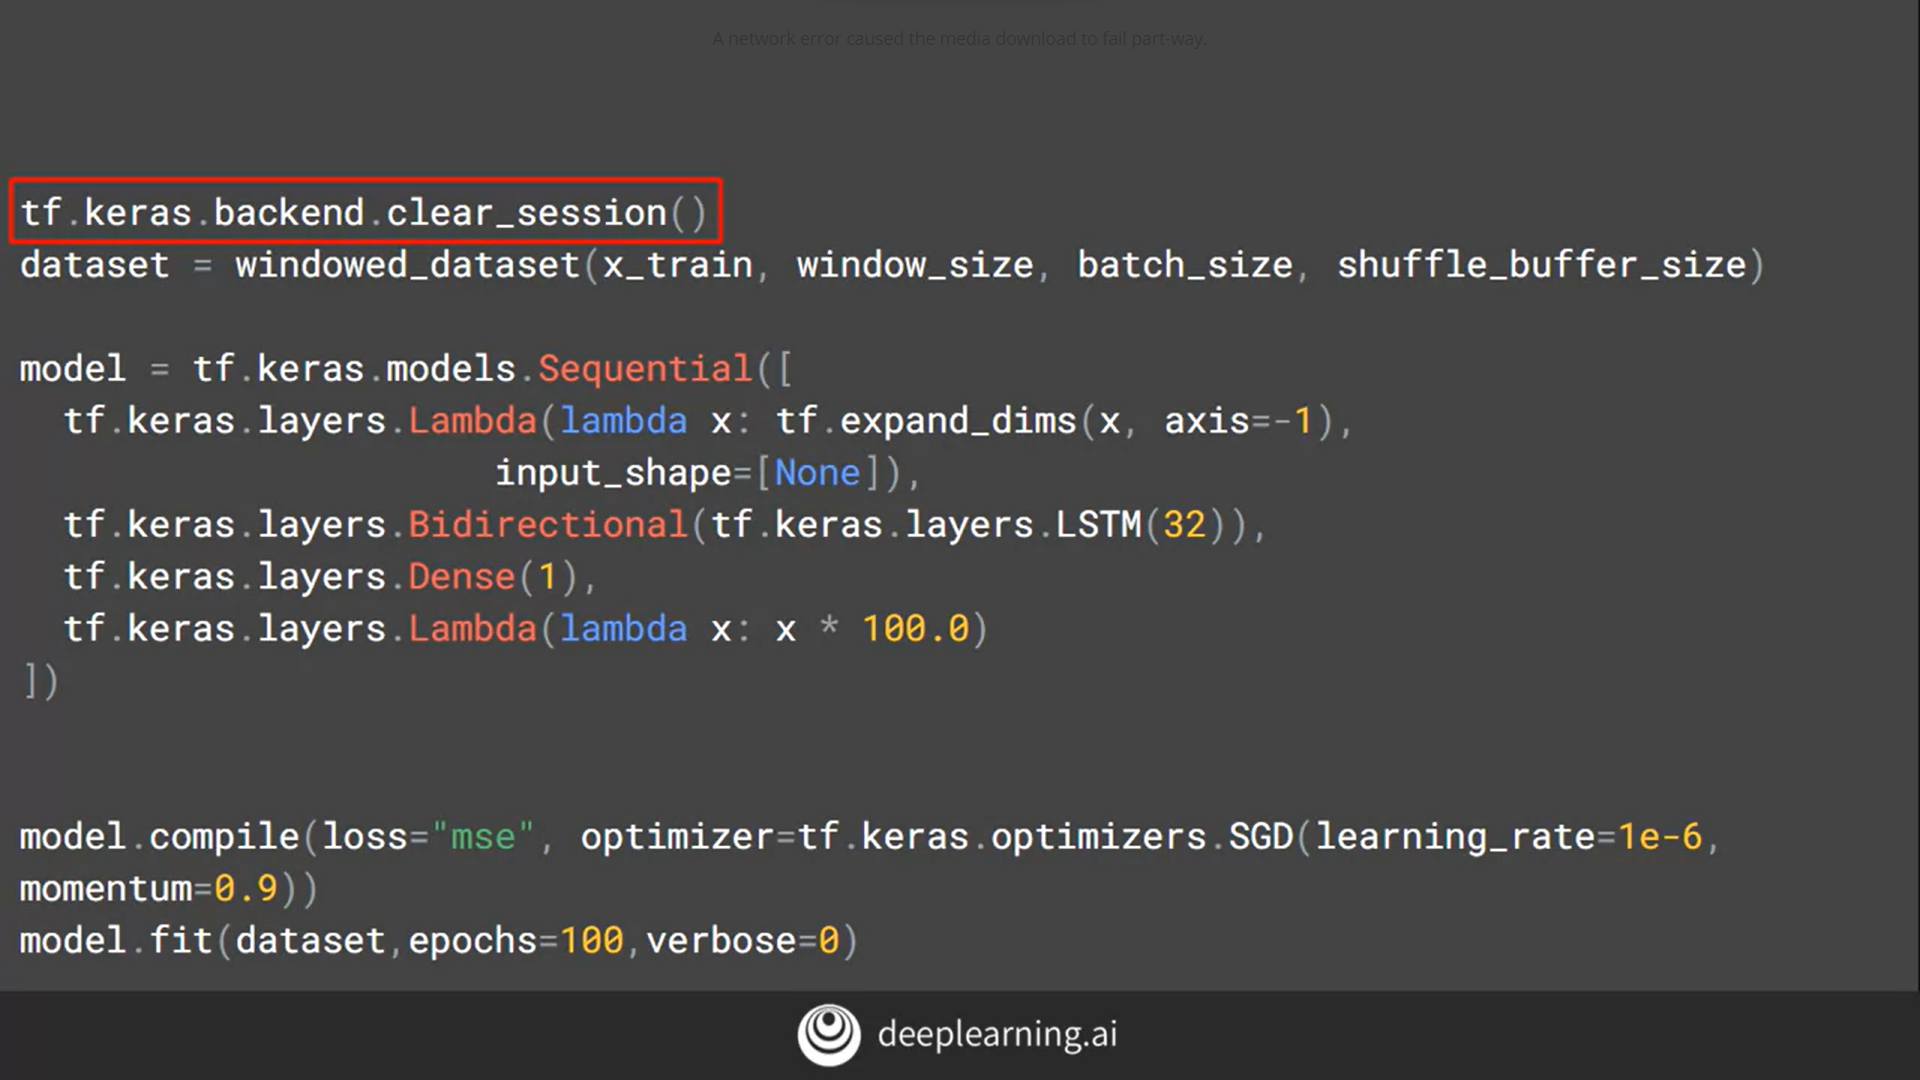 A network error caused the media download to fail part-way.
tf.keras.backend.clear_session()
dataset = windowed_dataset(x_train, window_size, batch_size, shuffle_buffer_size)
model = tf.keras.models.Sequential([
  tf.keras.layers.Lambda(lambda x: tf.expand_dims(x, axis=-1),
                      input_shape=[None]),
  tf.keras.layers.Bidirectional(tf.keras.layers.LSTM(32)),
  tf.keras.layers.Dense(1),
  tf.keras.layers.Lambda(lambda x: x * 100.0)
])
model.compile(loss="mse", optimizer=tf.keras.optimizers.SGD(learning_rate=1e-6,
momentum=0.9))
model.fit(dataset,epochs=100,verbose=0)
deeplearning.ai